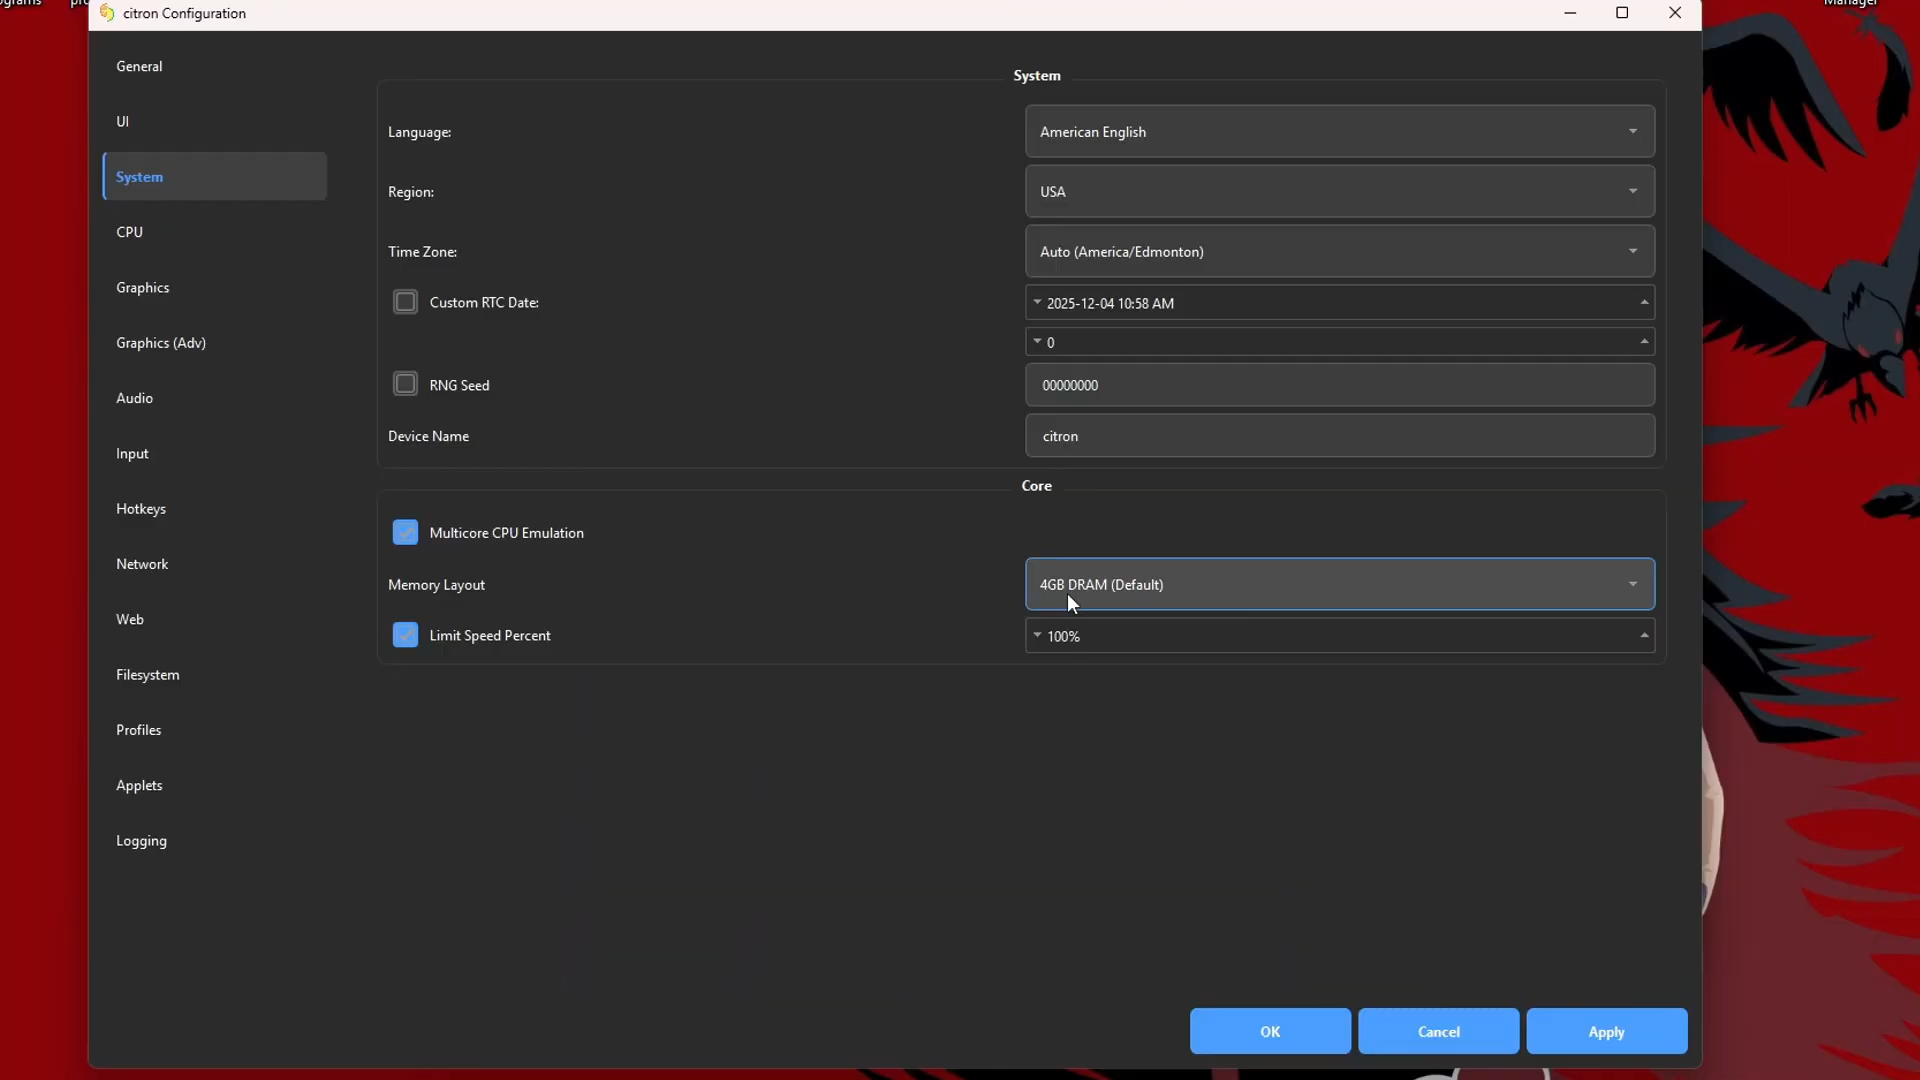 ograms
pr
Manager
citron Configuration
General
UI
System
CPU
Graphics
Graphics (Adv)
Audio
Input
Hotkeys
Network
Web
Filesystem
Profiles
Applets
Logging
System
Language:
American English
Region:
USA
Time Zone:
Auto (America/Edmonton)
Custom RTC Date:
2025-12-04 10:58 AM
0
RNG Seed
00000000
Device Name
citron
Core
Multicore CPU Emulation
Memory Layout
4GB DRAM (Default)
Limit Speed Percent
100%
OK
Cancel
Apply